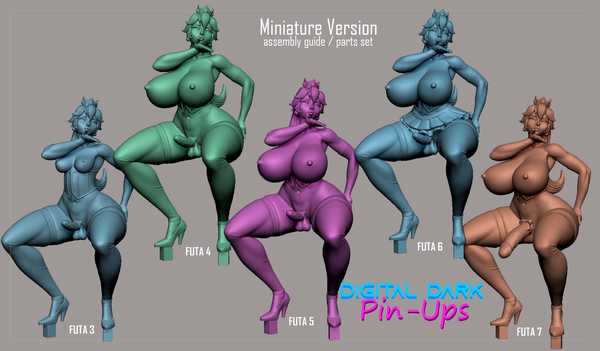 Miniature Version
assembly guide / parts set
FUTA 4
FUTA 6
FUTA 3
FUTA 5
DIGITAL DARK
Pin-Ups
FUTA 7